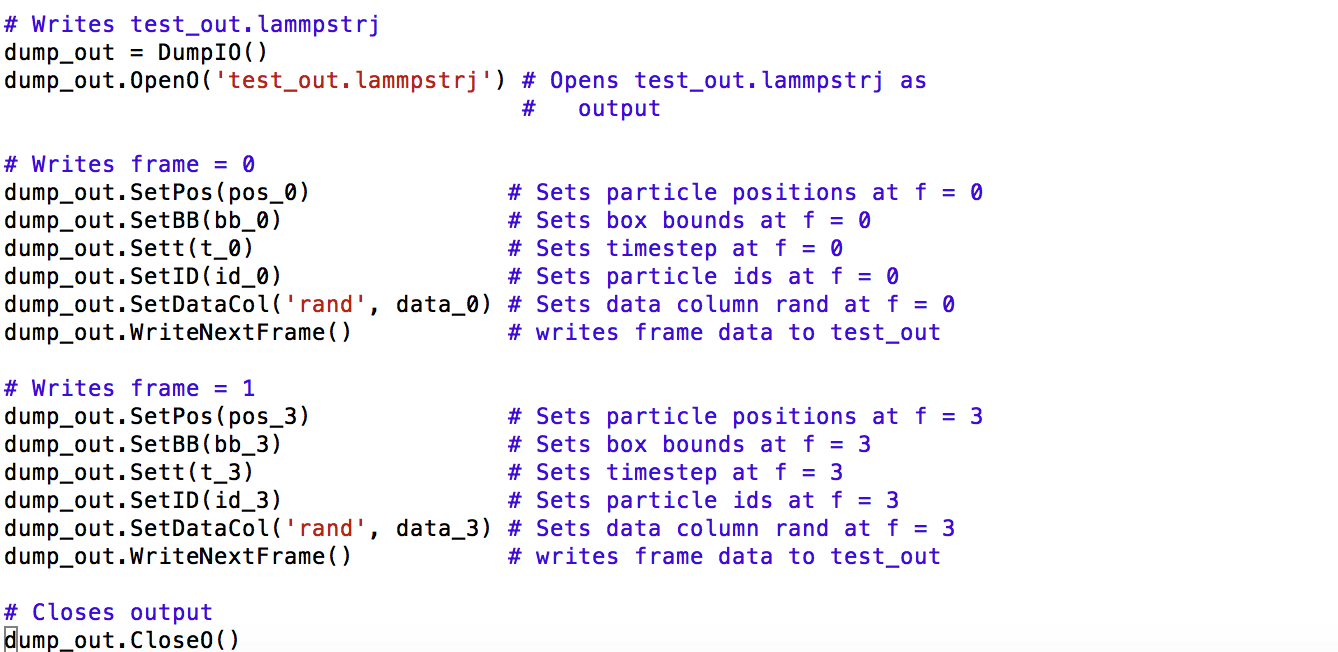 # Writes test_out.lammpstrj
dump_out = DumpIO()
dump_out.OpenO('test_out.lammpstrj') # Opens test_out.lammpstrj as
                                     #   output

# Writes frame = 0
dump_out.SetPos(pos_0)              # Sets particle positions at f = 0
dump_out.SetBB(bb_0)                # Sets box bounds at f = 0
dump_out.Sett(t_0)                  # Sets timestep at f = 0
dump_out.SetID(id_0)                # Sets particle ids at f = 0
dump_out.SetDataCol('rand', data_0) # Sets data column rand at f = 0
dump_out.WriteNextFrame()           # writes frame data to test_out

# Writes frame = 1
dump_out.SetPos(pos_3)              # Sets particle positions at f = 3
dump_out.SetBB(bb_3)                # Sets box bounds at f = 3
dump_out.Sett(t_3)                  # Sets timestep at f = 3
dump_out.SetID(id_3)                # Sets particle ids at f = 3
dump_out.SetDataCol('rand', data_3) # Sets data column rand at f = 3
dump_out.WriteNextFrame()           # writes frame data to test_out

# Closes output
dump_out.CloseO()